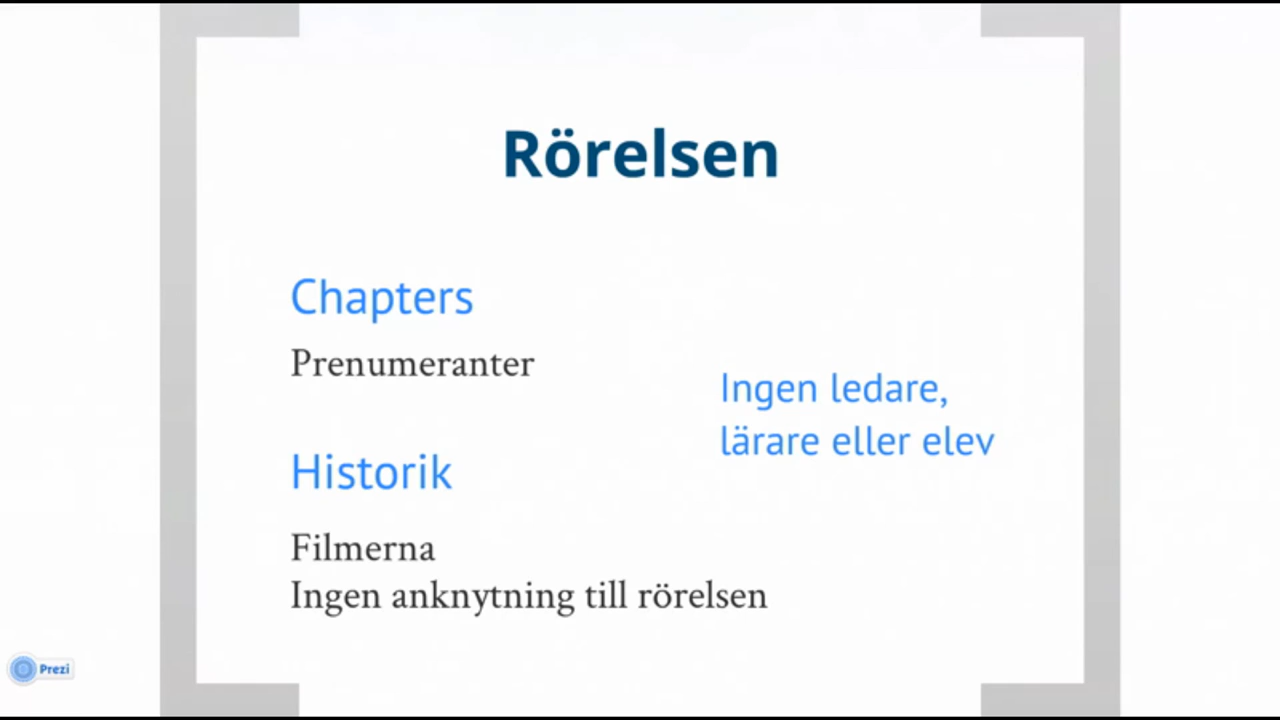 Rörelsen
Chapters
Prenumeranter
Ingen ledare,
lärare eller elev
Historik
Filmerna
Ingen anknytning till rörelsen
Prezi